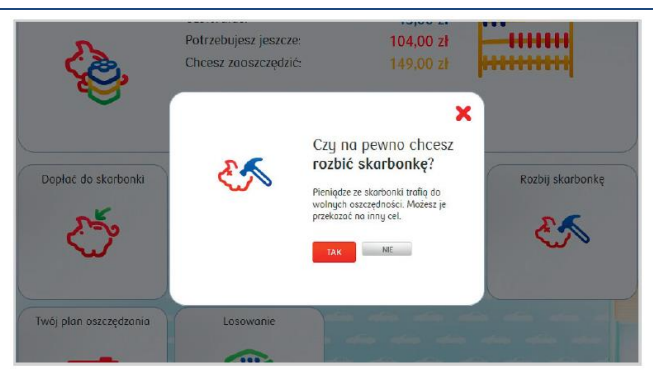 Potrzebujesz jeszcze: 104,00 zł
Chcesz zaoszczędzić: 149,00 zł
Czy na pewno chcesz
rozbić skarbonkę?
Pieniądze ze skarbonki trafią do
wolnych oszczędności. Możesz je
przekazać na inny cel.
TAK NIE
Dopłać do skarbonki
Rozbij skarbonkę
Twój plan oszczędzania
Losowanie